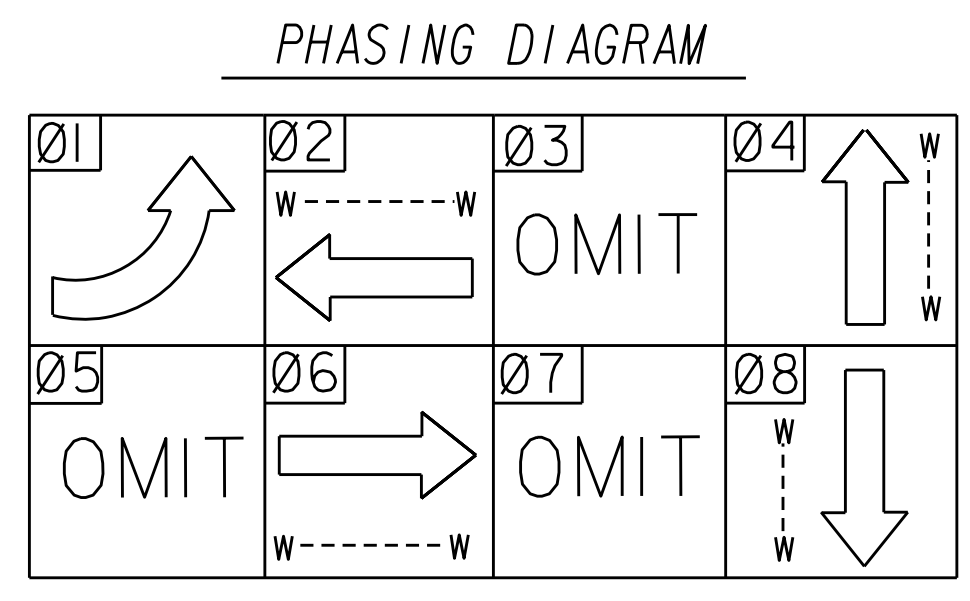 PHASING DIAGRAM
Ø1 Ø2 Ø3 Ø4
W
W W
OMIT
W
Ø5 Ø6 Ø7 Ø8
W
OMIT OMIT
W W W